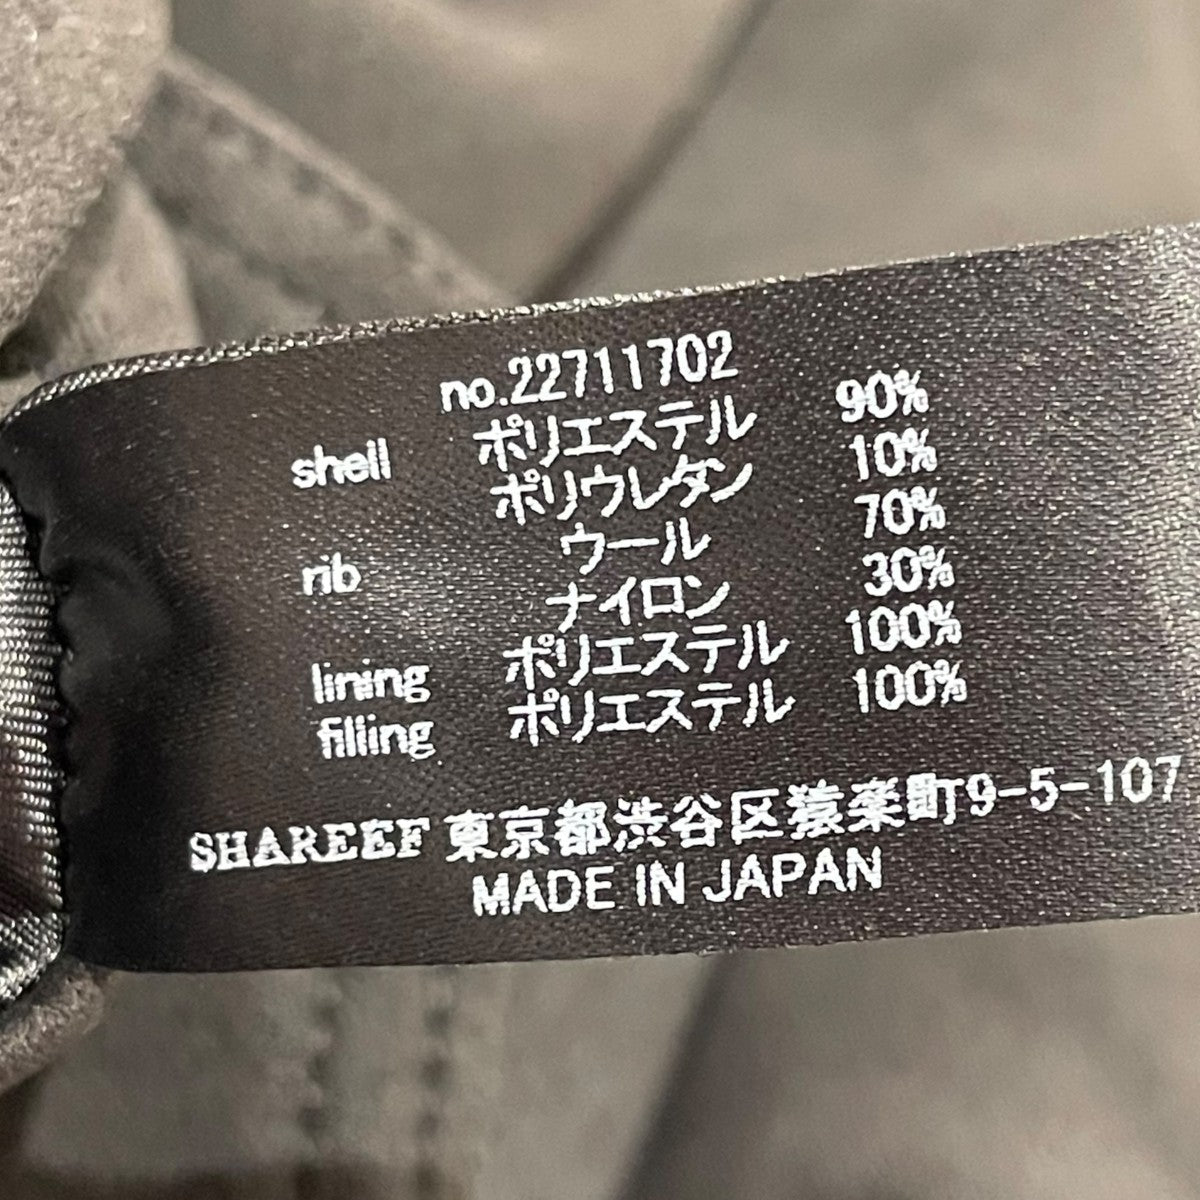 no.22711702
shell ポリエステル 90%
ポリウレタン 10%
rib ウール 70%
ナイロン 30%
lining ポリエステル 100%
filling ポリエステル 100%
SHAREEF 東京都渋谷区猿楽町9-5-107
MADE IN JAPAN